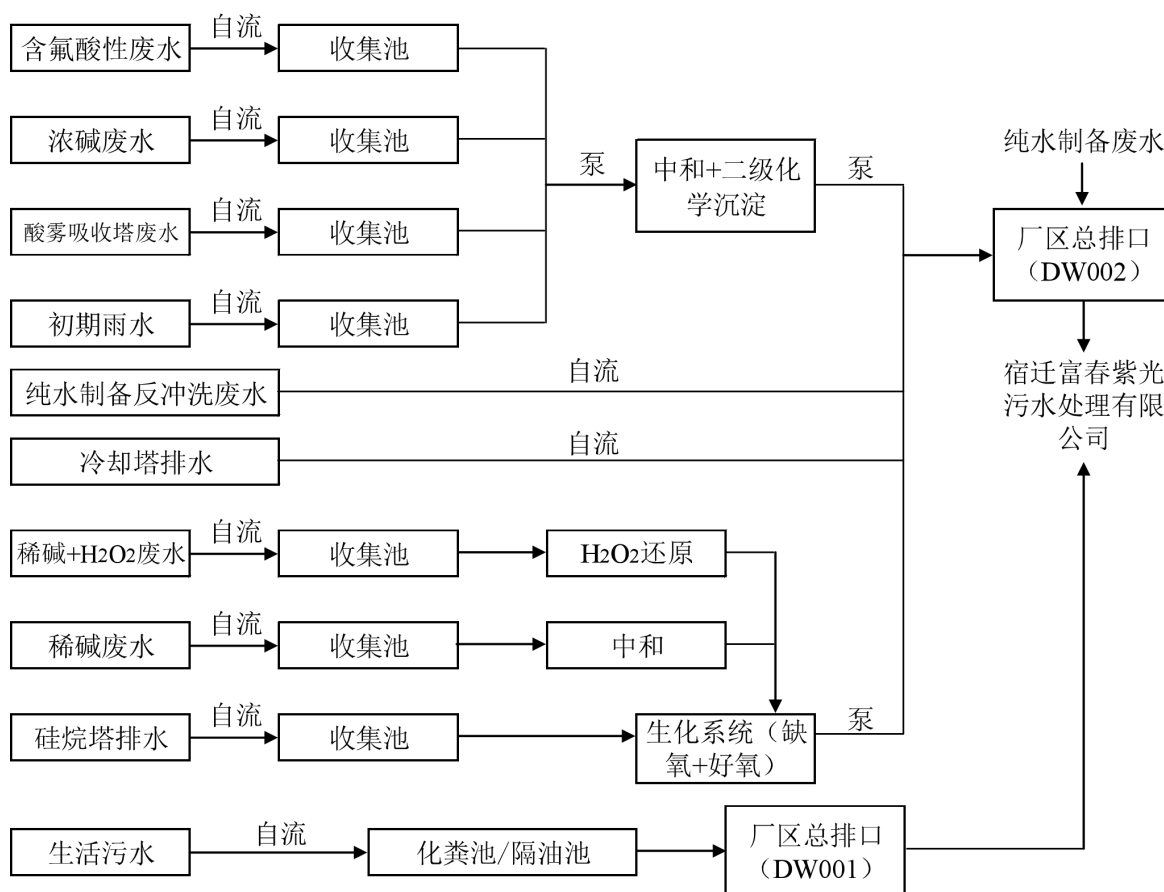 含氟酸性废水
自流
收集池
浓碱废水
自流
收集池
酸雾吸收塔废水
自流
收集池
初期雨水
自流
收集池
泵
中和+二级化
学沉淀
泵
纯水制备废水
厂区总排口
（DW002）
宿迁富春紫光
污水处理有限
公司
纯水制备反冲洗废水
自流
冷却塔排水
自流
稀碱+H2O2废水
自流
收集池
H2O2还原
稀碱废水
自流
收集池
中和
硅烷塔排水
自流
收集池
生化系统（缺
氧+好氧）
泵
生活污水
自流
化粪池/隔油池
厂区总排口
（DW001）